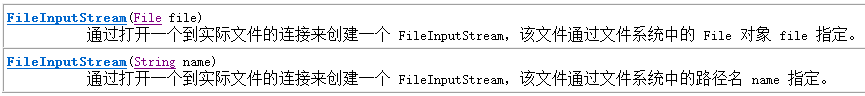 FileInputStream(File file)
通过打开一个到实际文件的连接来创建一个 FileInputStream，该文件通过文件系统中的 File 对象 file 指定。
FileInputStream(String name)
通过打开一个到实际文件的连接来创建一个 FileInputStream，该文件通过文件系统中的路径名 name 指定。